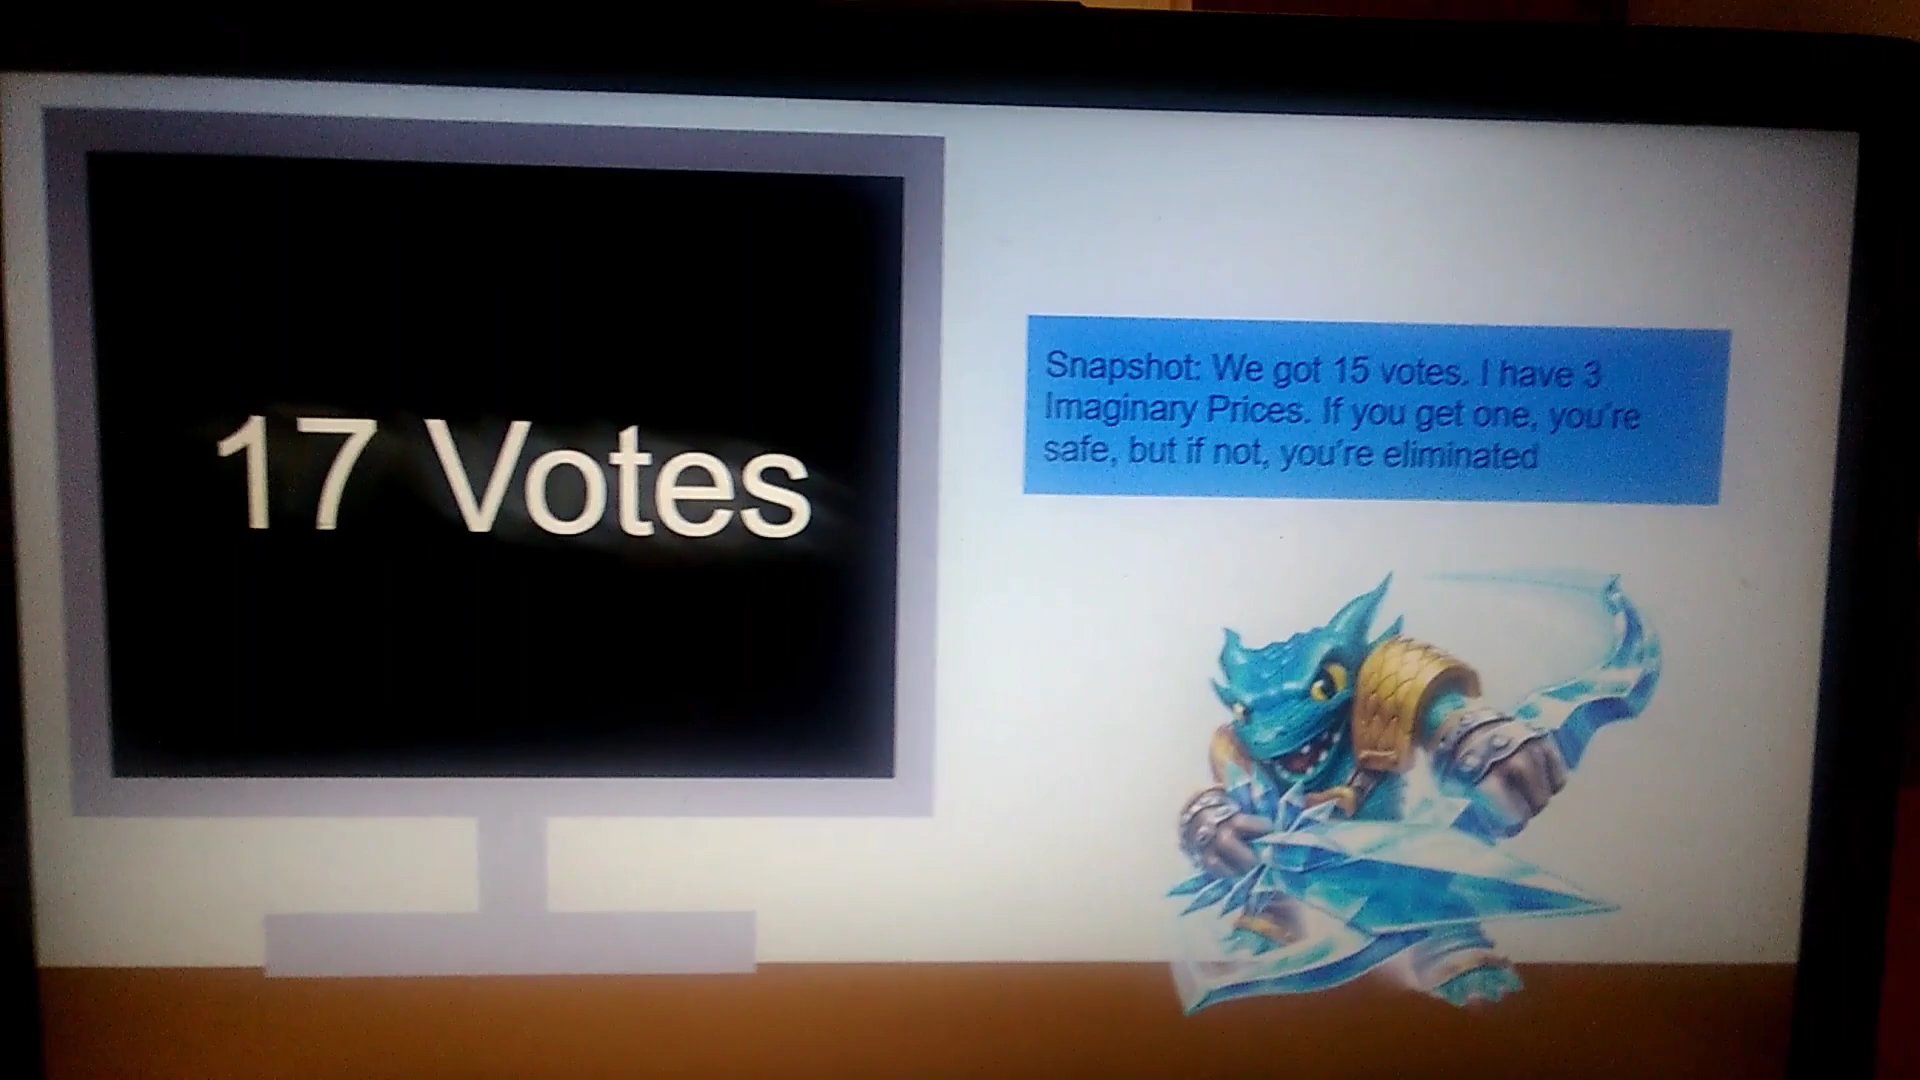 17 Votes
Snapshot: We got 15 votes. I have 3
Imaginary Prices. If you get one, you're
safe, but if not, you're eliminated